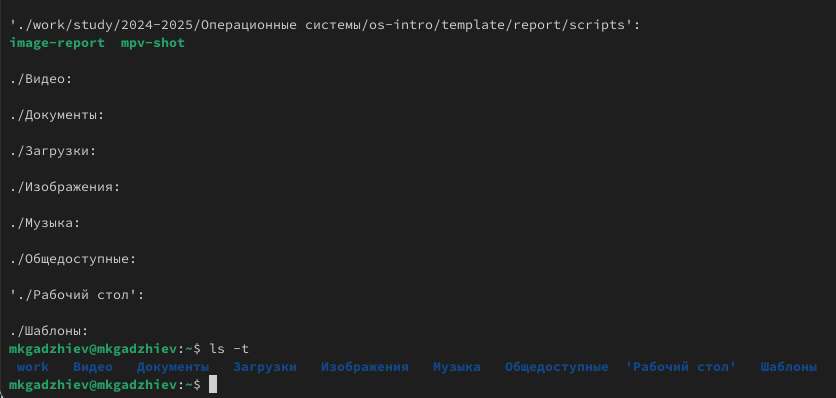 './work/study/2024-2025/Операционные системы/os-intro/template/report/scripts':
image-report  mpv-shot
./Видео:
./Документы:
./Загрузки:
./Изображения:
./Музыка:
./Общедоступные:
'./Рабочий стол':
./Шаблоны:
mkgadzhiev@mkgadzhiev:~$ ls -t
work  Видео  Документы  Загрузки  Изображения  Музыка  Общедоступные  'Рабочий стол'  Шаблоны
mkgadzhiev@mkgadzhiev:~$